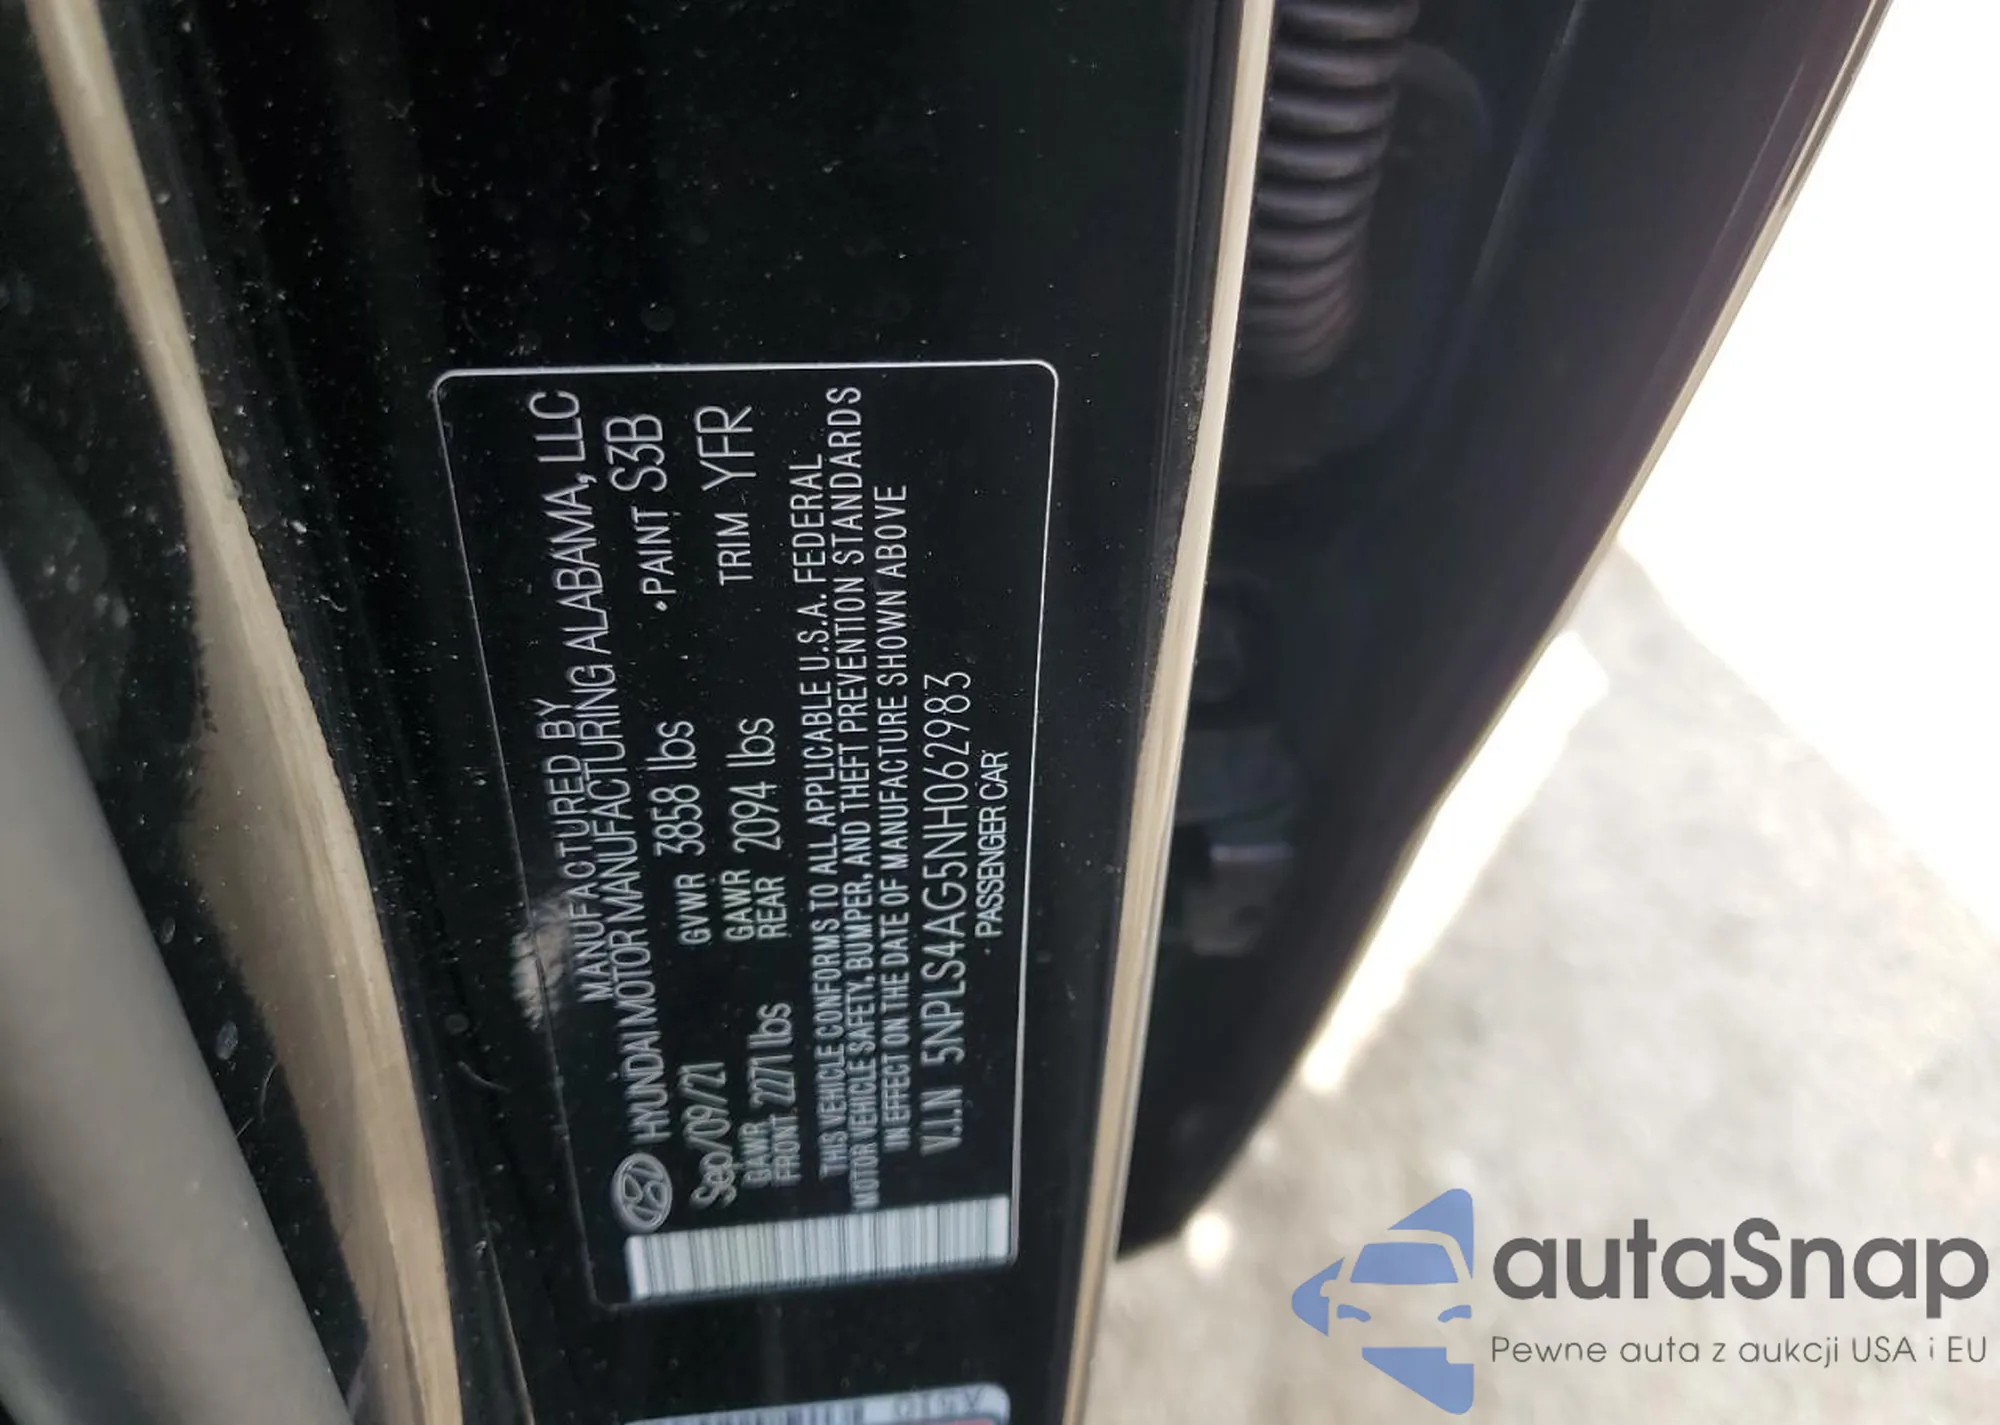 MANUFACTURED BY
HYUNDAI MOTOR MANUFACTURING ALABAMA, LLC
Sep/09/21 GVWR 3858 lbs • PAINT S3B
GAWR FRONT 2271 lbs GAWR REAR 2094 lbs TRIM YFR
THIS VEHICLE CONFORMS TO ALL APPLICABLE U.S.A. FEDERAL
MOTOR VEHICLE SAFETY, BUMPER, AND THEFT PREVENTION STANDARDS
IN EFFECT ON THE DATE OF MANUFACTURE SHOWN ABOVE
V.I.N 5NPLS4AG5NH062983
PASSENGER CAR
autaSnap
Pewne auta z aukcji USA i EU